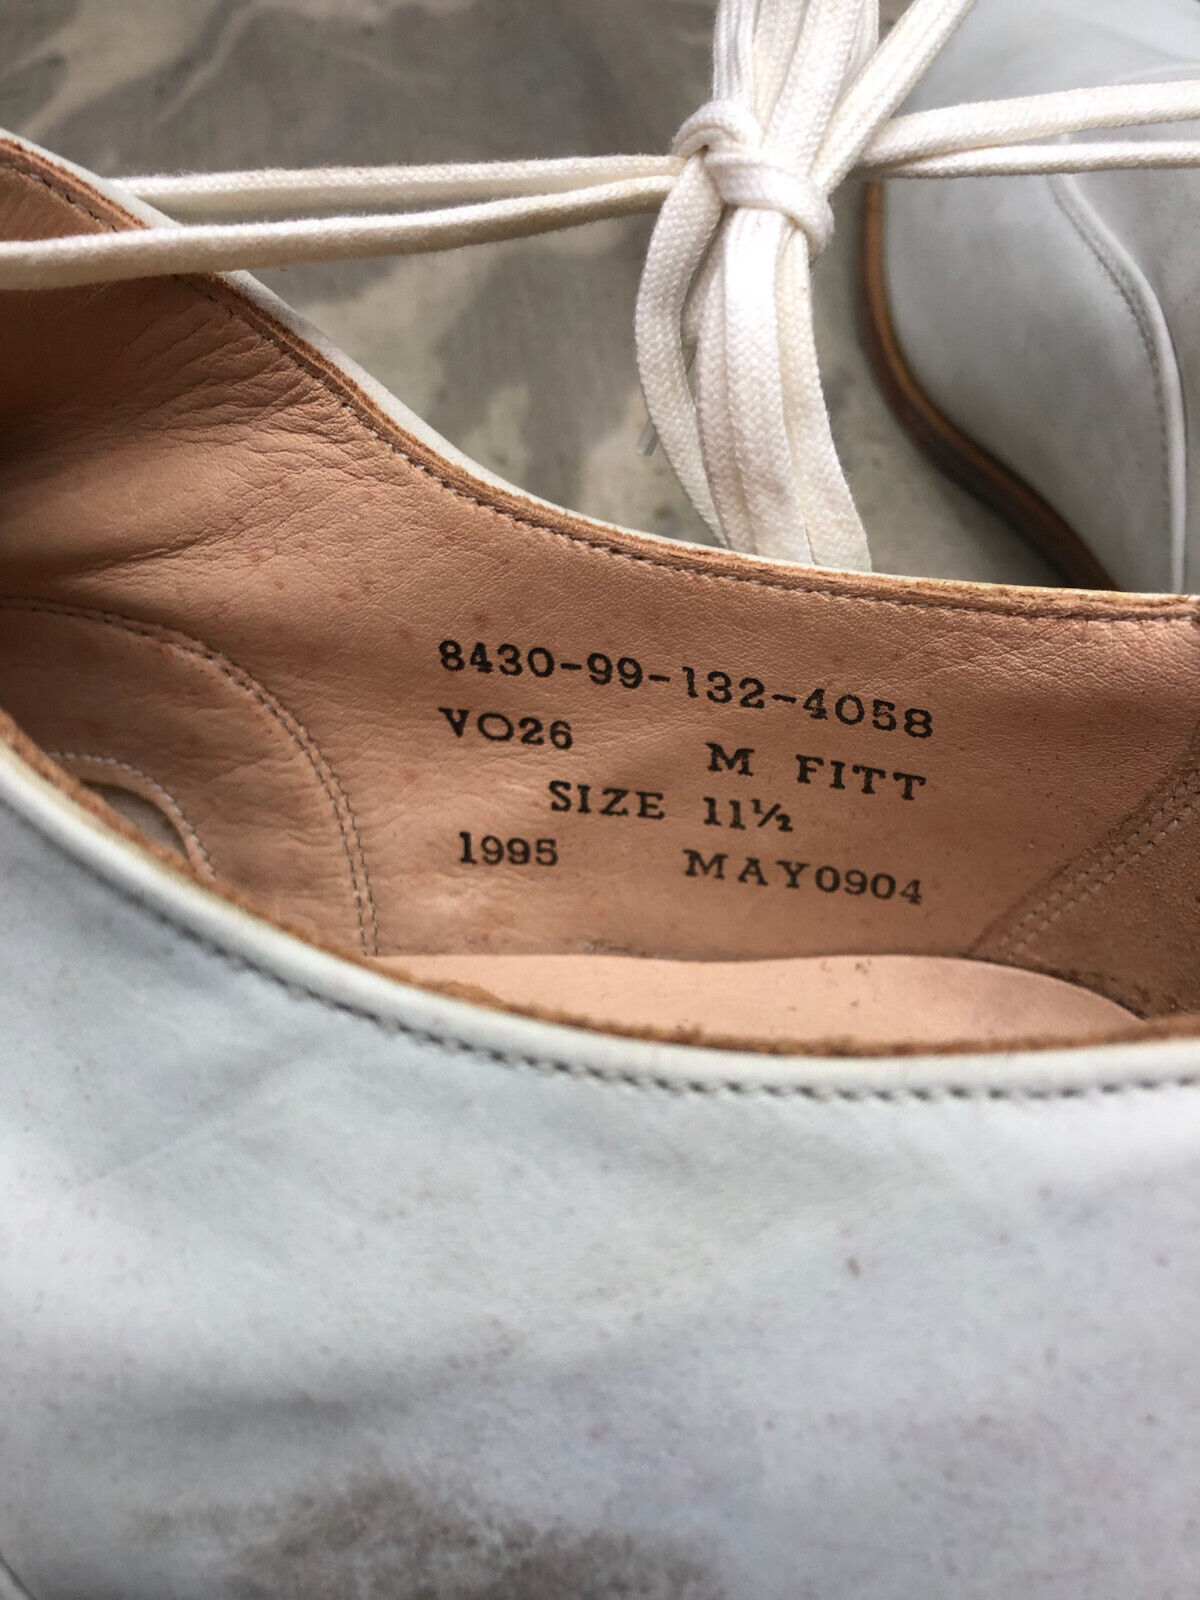 8430-99-132-4058
VO26 M FITT
SIZE 11½
1995 MAY0904